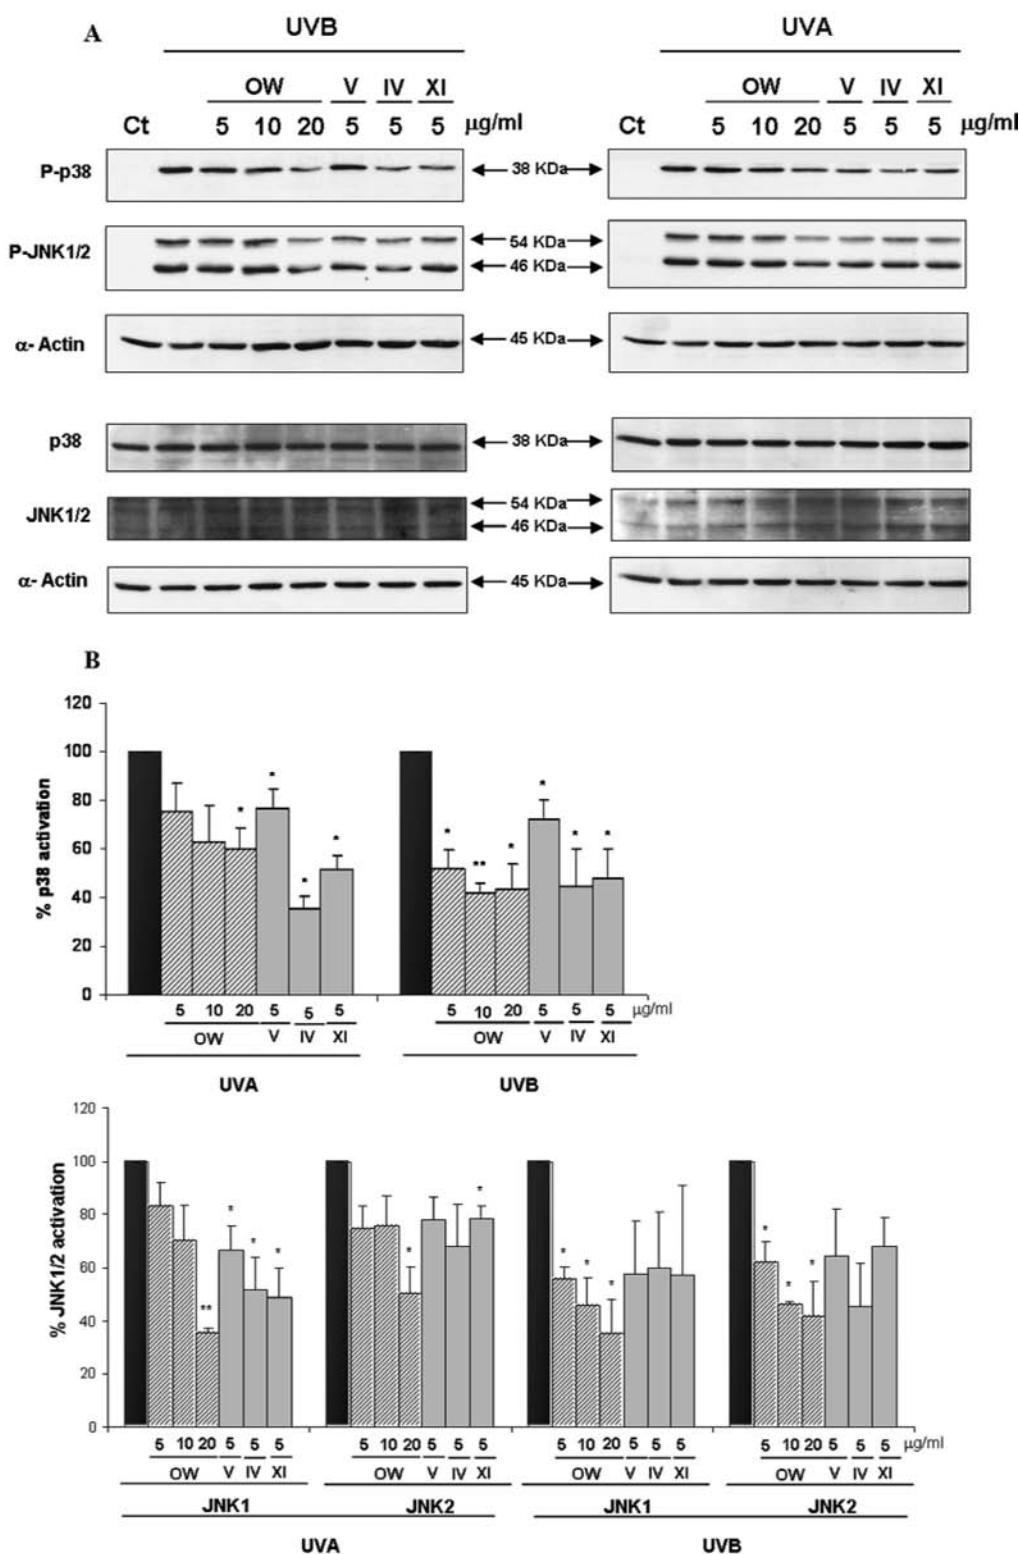 A
UVB UVA
OW V IV XI OW V IV XI
Ct 5 10 20 5 5 5 μg/ml Ct 5 10 20 5 5 5 μg/ml
P-p38 38 KDa
P-JNK1/2 54 KDa
46 KDa
α- Actin 45 KDa
p38 38 KDa
JNK1/2 54 KDa
46 KDa
α- Actin 45 KDa
B
% p38 activation
120
100
80
60
40
20
0
* * * * * ** * * * *
5 10 20 5 5 5 5 10 20 5 5 5 μg/ml
OW V IV XI OW V IV XI
UVA UVB
% JNK1/2 activation
120
100
80
60
40
20
0
** * * * * * * * * * * *
5 10 20 5 5 5 5 10 20 5 5 5 5 10 20 5 5 5 5 10 20 5 5 5 μg/ml
OW V IV XI OW V IV XI OW V IV XI OW V IV XI
JNK1 JNK2 JNK1 JNK2
UVA UVB